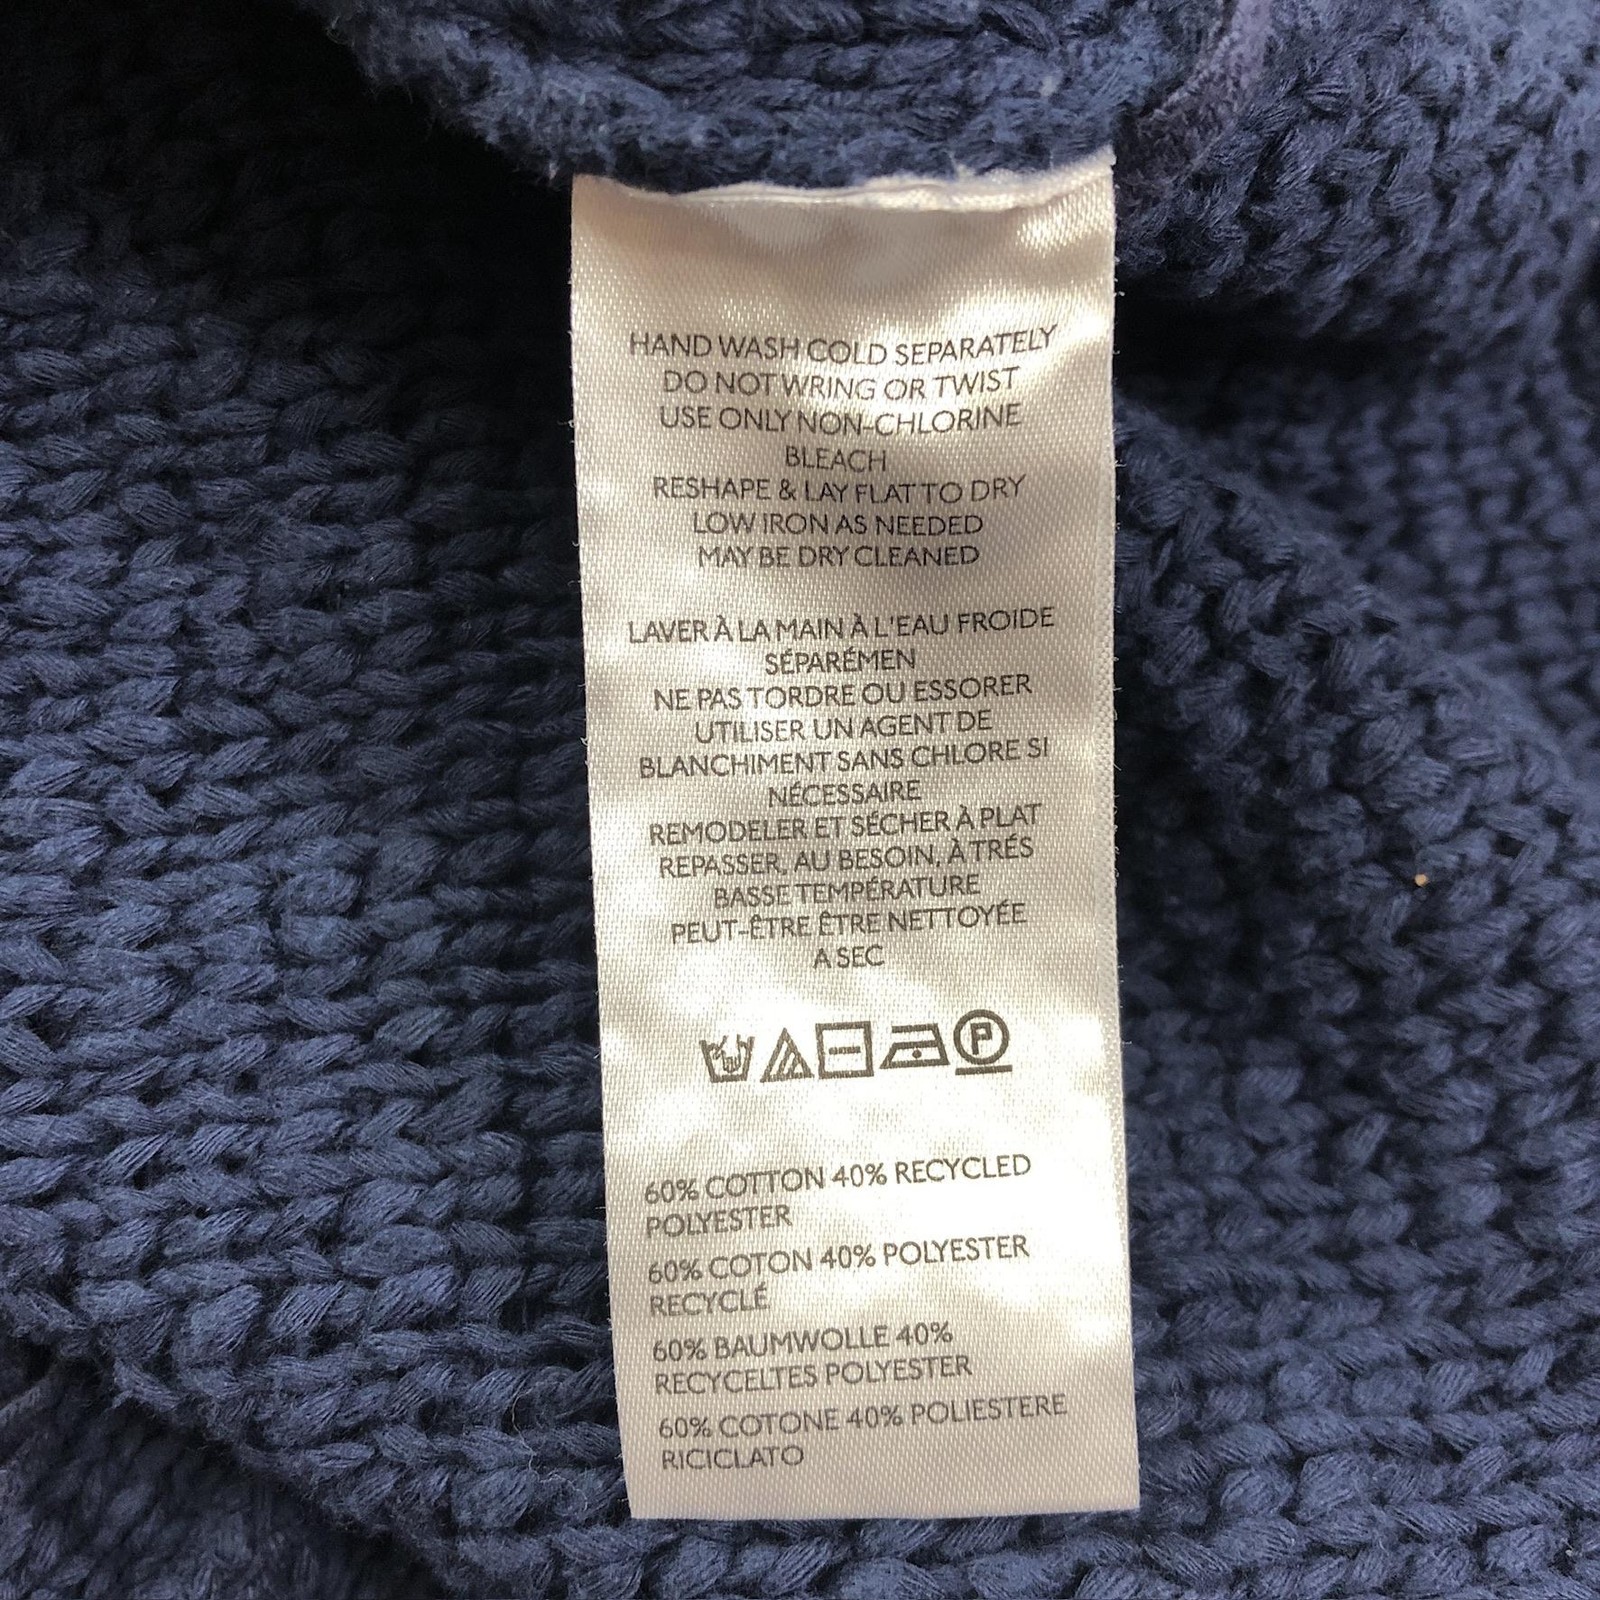 HAND WASH COLD SEPARATELY
DO NOT WRING OR TWIST
USE ONLY NON-CHLORINE
BLEACH
RESHAPE & LAY FLAT TO DRY
LOW IRON AS NEEDED
MAY BE DRY CLEANED
LAVER À LA MAIN À L'EAU FROIDE
SÉPARÉMEN
NE PAS TORDRE OU ESSORER
UTILISER UN AGENT DE
BLANCHIMENT SANS CHLORE SI
NÉCESSAIRE
REMODELER ET SÉCHER À PLAT
REPASSER, AU BESOIN, À TRÉS
BASSE TEMPÉRATURE
PEUT-ÊTRE ÊTRE NETTOYÉE
A SEC
P
60% COTTON 40% RECYCLED
POLYESTER
60% COTON 40% POLYESTER
RECYCLÉ
60% BAUMWOLLE 40%
RECYCELTES POLYESTER
60% COTONE 40% POLIESTERE
RICICLATO